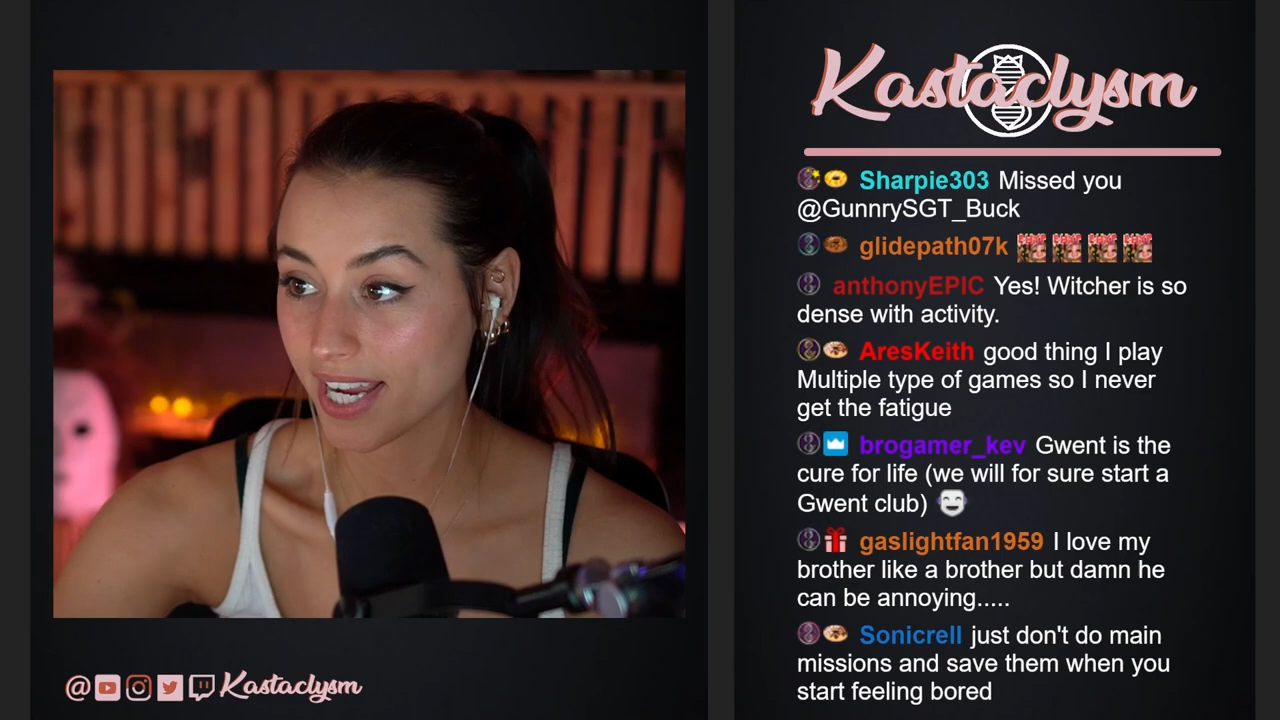 Kastaclysm
Sharpie303 Missed you
@GunnrySGT_Buck
glidepath07k
anthonyEPIC Yes! Witcher is so
dense with activity.
AresKeith good thing I play
Multiple type of games so I never
get the fatigue
brogamer_kev Gwent is the
cure for life (we will for sure start a
Gwent club)
gaslightfan1959 I love my
brother like a brother but damn he
can be annoying.....
Sonicrell just don't do main
missions and save them when you
start feeling bored
@ Kastaclysm